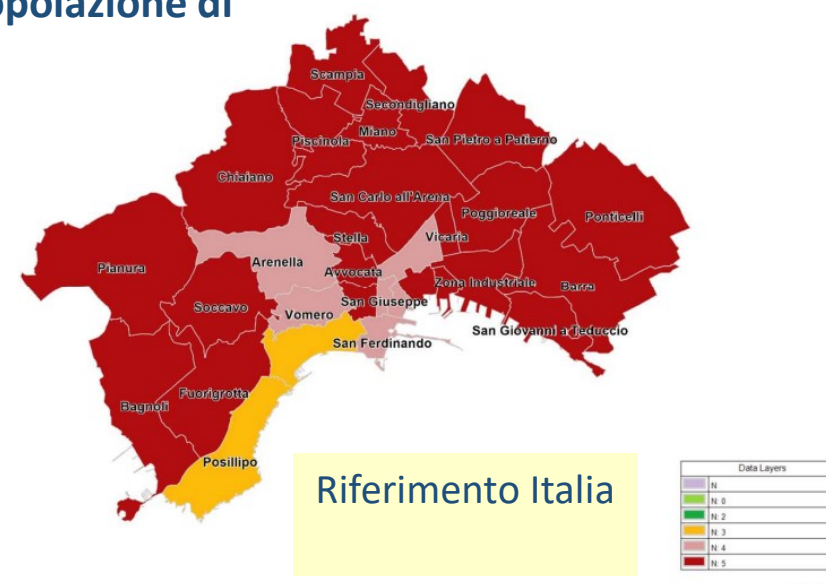 opolazione di
Scampia
Secondigliano
Miano
Piscinola
San Pietro a Patierno
Chiaiano
San Carlo all'Arena
Poggioreale
Ponticelli
Stella
Vicaria
Pianura
Arenella
Avvocata
Zona Industriale
Barra
Soccavo
San Giuseppe
Vomero
San Giovanni a Teduccio
San Ferdinando
Fuorigrotta
Bagnoli
Posillipo
Riferimento Italia
Data Layers
N
N: 0
N: 2
N: 3
N: 4
N: 5